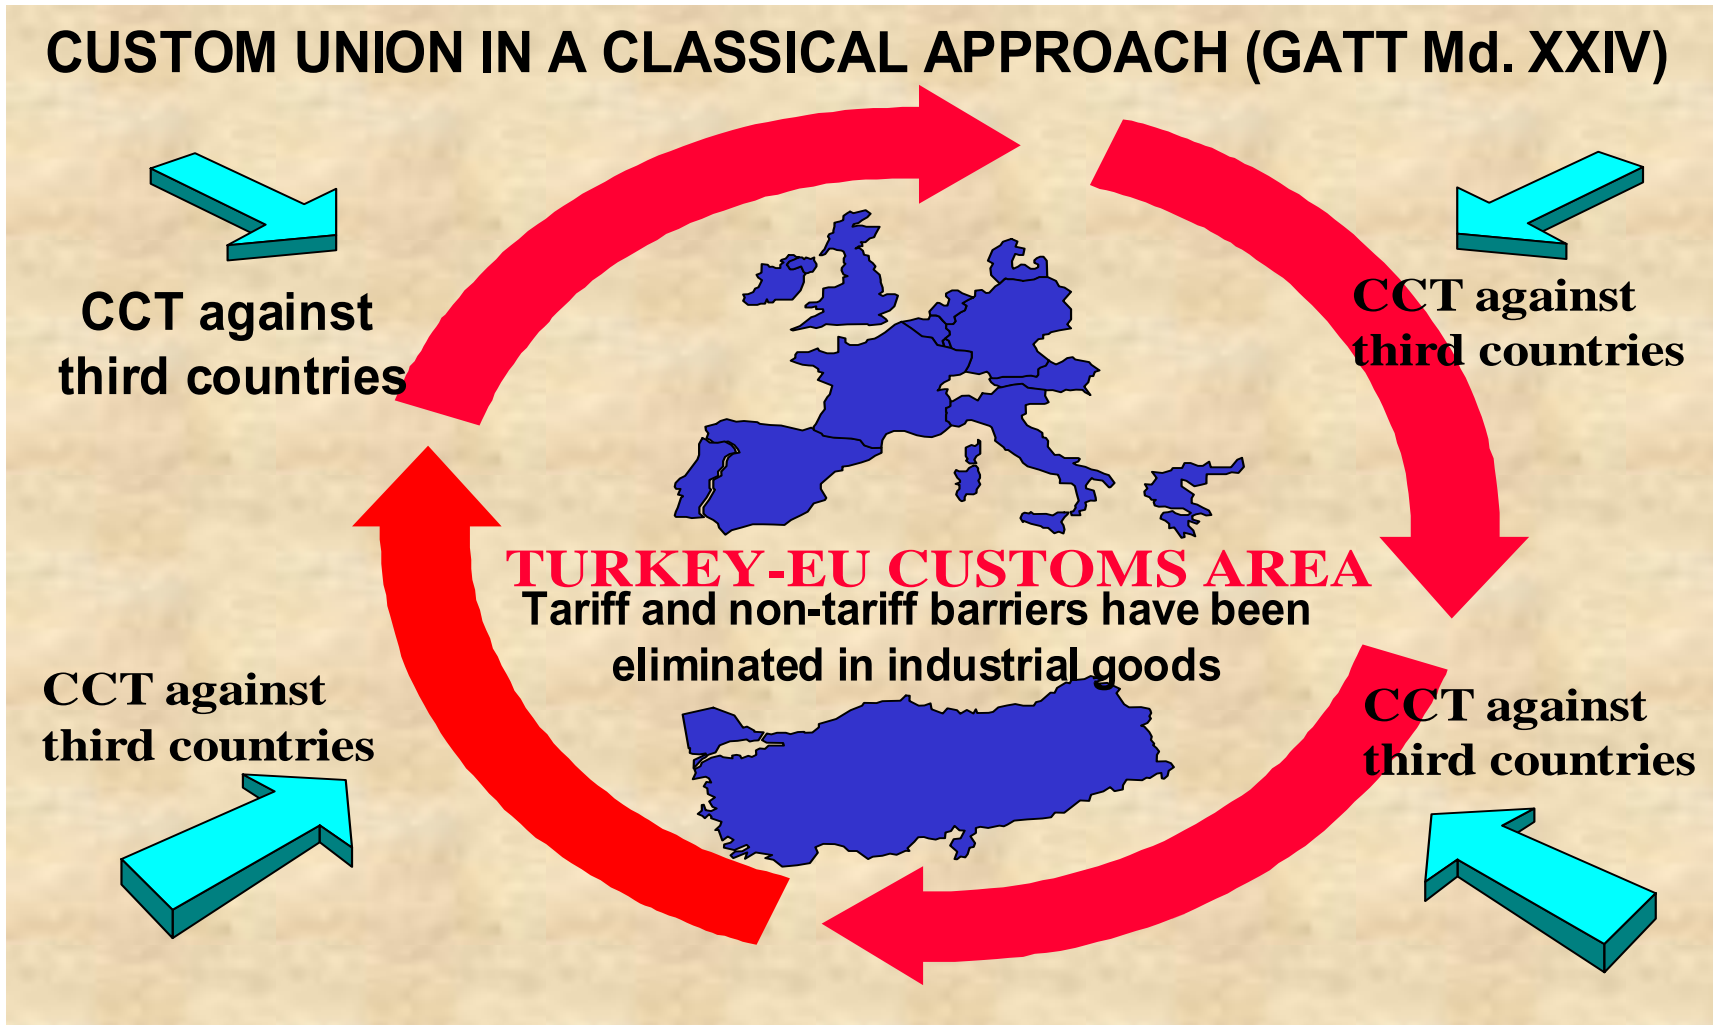 CUSTOM UNION IN A CLASSICAL APPROACH (GATT Md. XXIV)
CCT against
third countries
CCT against
third countries
TURKEY-EU CUSTOMS AREA
Tariff and non-tariff barriers have been
eliminated in industrial goods
CCT against
third countries
CCT against
third countries